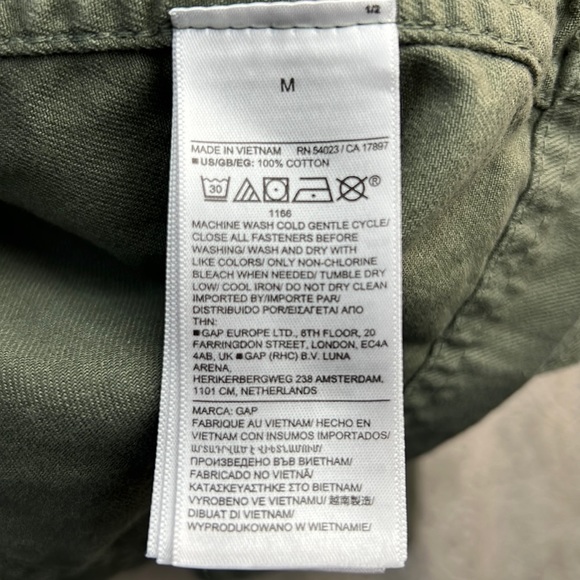 1/2
M
MADE IN VIETNAM RN 54023 / CA 17897
■ US/GB/EG: 100% COTTON
30 ®
1166
MACHINE WASH COLD GENTLE CYCLE/
CLOSE ALL FASTENERS BEFORE
WASHING/ WASH AND DRY WITH
LIKE COLORS/ ONLY NON-CHLORINE
BLEACH WHEN NEEDED/ TUMBLE DRY
LOW/ COOL IRON/ DO NOT DRY CLEAN
IMPORTED BY/IMPORTE PAR/
DISTRIBUIDO POR/ΕΙΣΑΓΕΤΑΙ ΑΠΟ
ΤΗΝ:
■ GAP EUROPE LTD., 6TH FLOOR, 20
FARRINGDON STREET, LONDON, EC4A
4AB, UK ■ GAP (RHC) B.V. LUNA
ARENA,
HERIKERBERGWEG 238 AMSTERDAM,
1101 CM, NETHERLANDS
MARCA: GAP
FABRIQUE AU VIETNAM/ HECHO EN
VIETNAM CON INSUMOS IMPORTADOS/
ԱՐՏԱԴՐՎԱԾ Է ՎԻԵՏՆԱՄՈՒՄ/
ПРОИЗВЕДЕНО ВЪВ ВИЕТНАМ/
FABRICADO NO VIETNÃ/
ΚΑΤΑΣΚΕΥΑΣΤΗΚΕ ΣΤΟ ΒΙΕΤΝΑΜ/
VYROBENO VE VIETNAMU/ 越南製造/
DIBUAT DI VIETNAM/
WYPRODUKOWANO W WIETNAMIE/